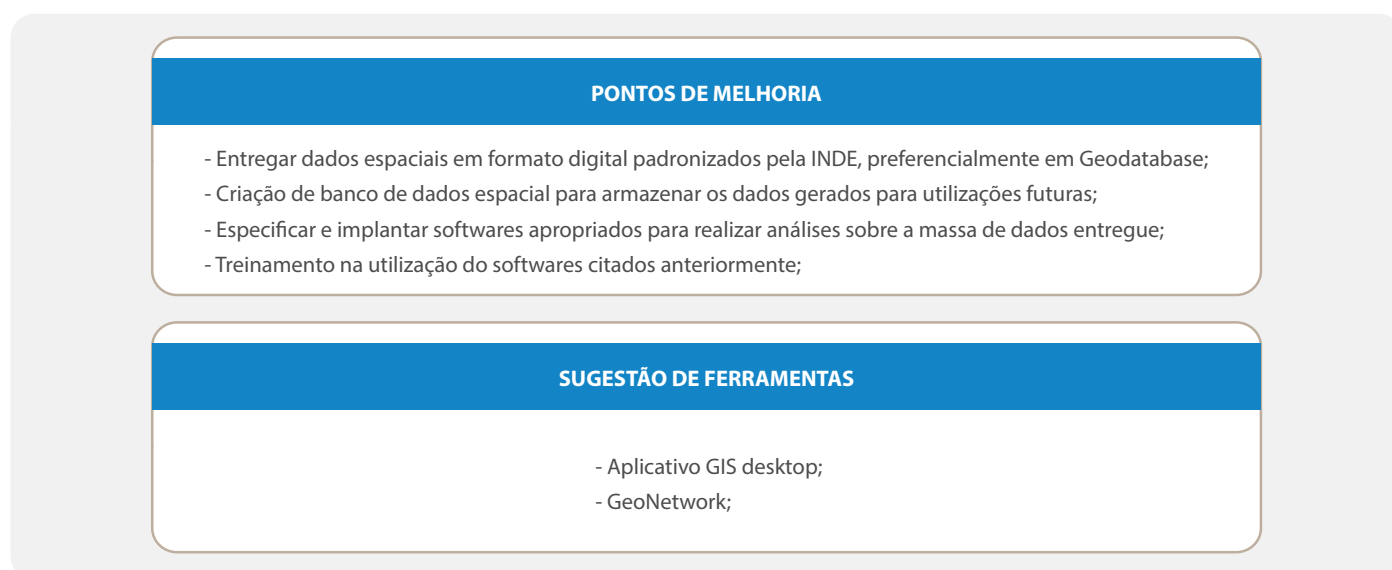 PONTOS DE MELHORIA
- Entregar dados espaciais em formato digital padronizados pela INDE, preferencialmente em Geodatabase;
- Criação de banco de dados espacial para armazenar os dados gerados para utilizações futuras;
- Especificar e implantar softwares apropriados para realizar análises sobre a massa de dados entregue;
- Treinamento na utilização do softwares citados anteriormente;
SUGESTÃO DE FERRAMENTAS
- Aplicativo GIS desktop;
- GeoNetwork;